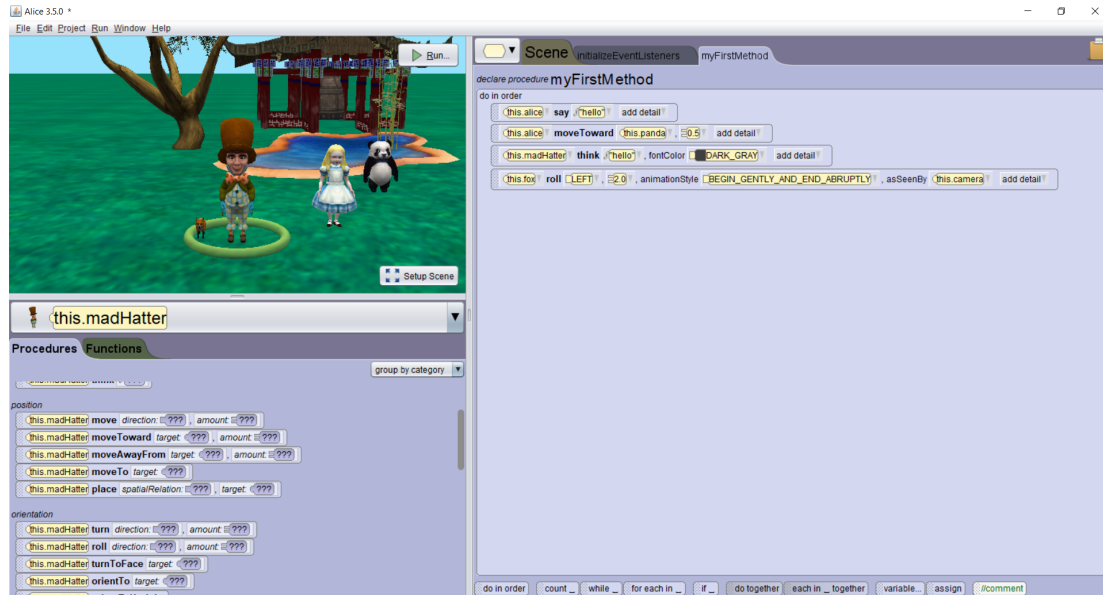 Alice 3.5.0 *
File Edit Project Run Window Help
Run...
Setup Scene
this.madHatter
Procedures Functions
group by category
this.madHatter think ???
position
this.madHatter move direction: ??? , amount: ???
this.madHatter moveToward target: ??? , amount: ???
this.madHatter moveAwayFrom target: ??? , amount: ???
this.madHatter moveTo target: ???
this.madHatter place spatialRelation: ??? , target: ???
orientation
this.madHatter turn direction: ??? , amount: ???
this.madHatter roll direction: ??? , amount: ???
this.madHatter turnToFace target: ???
this.madHatter orientTo target: ???
Scene initializeEventListeners myFirstMethod
declare procedure myFirstMethod
do in order
this.alice say "hello" add detail
this.alice moveToward this.panda , 0.5 add detail
this.madHatter think "hello" , fontColor DARK_GRAY add detail
this.fox roll LEFT , 2.0 , animationStyle BEGIN_GENTLY_AND_END_ABRUPTLY , asSeenBy this.camera add detail
do in order count _ while _ for each in _ if _ do together each in _ together variable... assign //comment